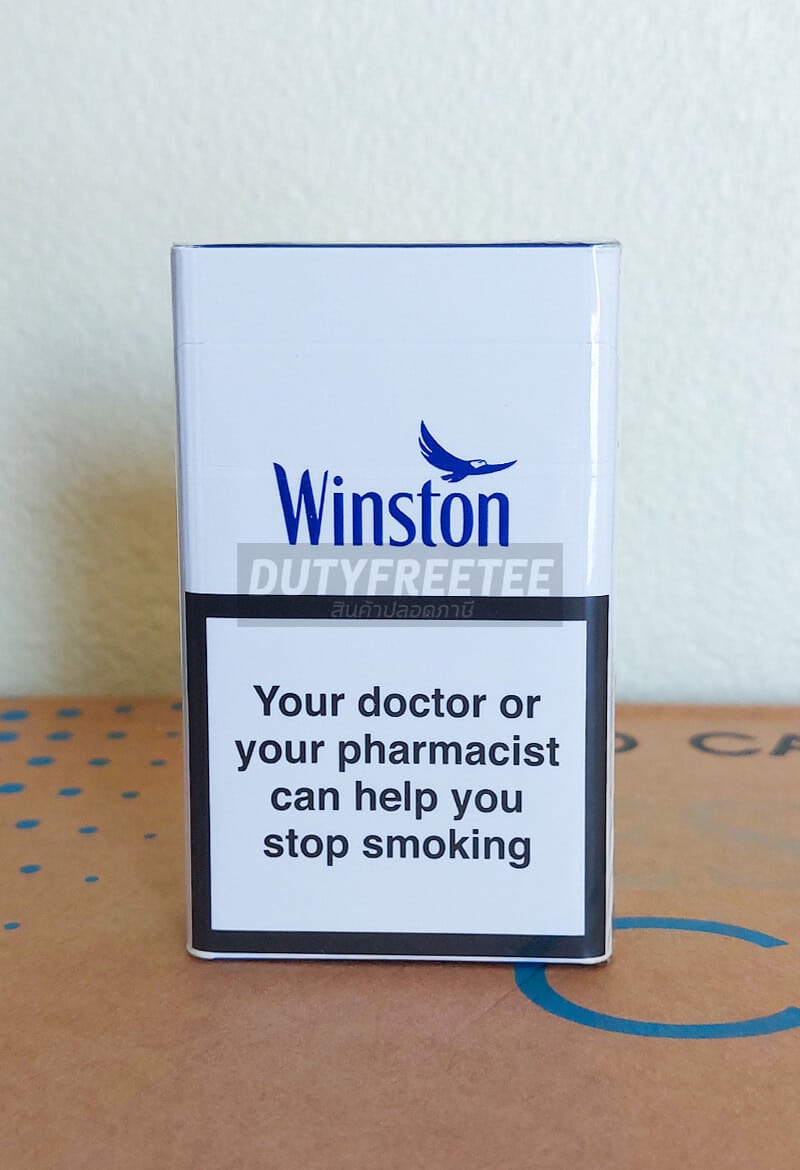 Winston
DUTYFREETEE
สินค้าปลอดภาษี
Your doctor or
your pharmacist
can help you
stop smoking